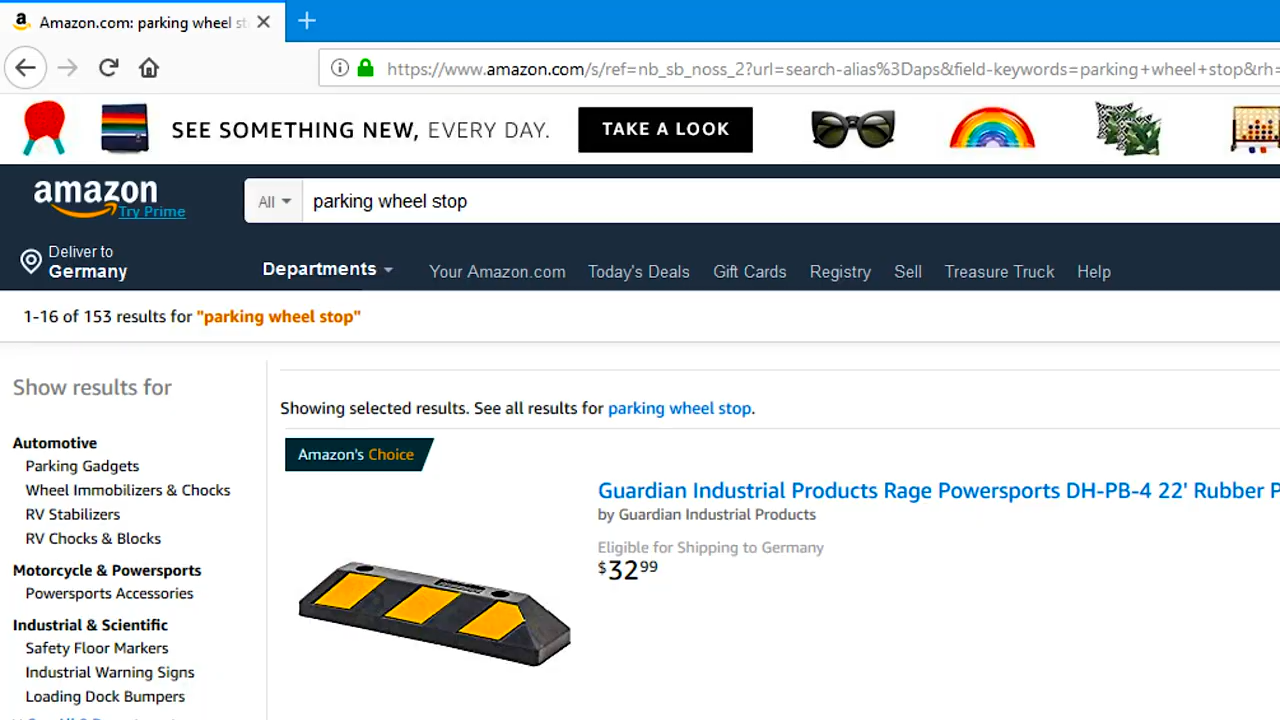 Amazon.com: parking wheel st
https://www.amazon.com/s/ref=nb_sb_noss_2?url=search-alias%3Daps&field-keywords=parking+wheel+stop&rh=
SEE SOMETHING NEW, EVERY DAY. TAKE A LOOK
amazon
Try Prime
All parking wheel stop
Deliver to
Germany
Departments Your Amazon.com Today's Deals Gift Cards Registry Sell Treasure Truck Help
1-16 of 153 results for "parking wheel stop"
Show results for
Automotive
Parking Gadgets
Wheel Immobilizers & Chocks
RV Stabilizers
RV Chocks & Blocks
Motorcycle & Powersports
Powersports Accessories
Industrial & Scientific
Safety Floor Markers
Industrial Warning Signs
Loading Dock Bumpers
Showing selected results. See all results for parking wheel stop.
Amazon's Choice
Guardian Industrial Products Rage Powersports DH-PB-4 22' Rubber P
by Guardian Industrial Products
Eligible for Shipping to Germany
$32 99